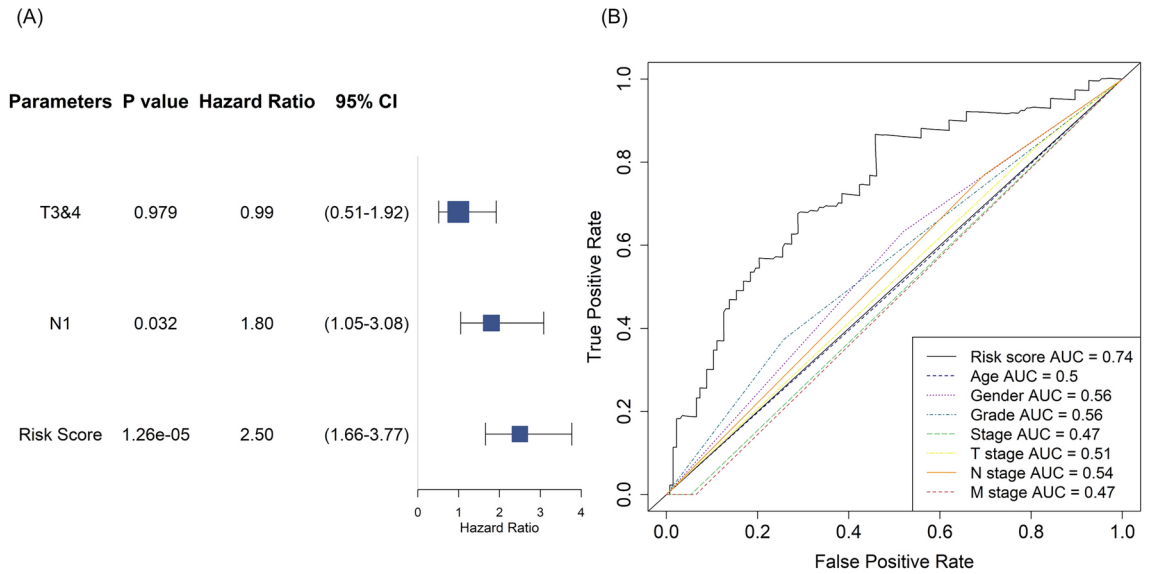 (A)
Parameters P value Hazard Ratio 95% CI
T3&4 0.979 0.99 (0.51-1.92)
N1 0.032 1.80 (1.05-3.08)
Risk Score 1.26e-05 2.50 (1.66-3.77)
0 1 2 3 4
Hazard Ratio
(B)
True Positive Rate
1.0
0.8
0.6
0.4
0.2
0.0
Risk score AUC = 0.74
Age AUC = 0.5
Gender AUC = 0.56
Grade AUC = 0.56
Stage AUC = 0.47
T stage AUC = 0.51
N stage AUC = 0.54
M stage AUC = 0.47
0.0 0.2 0.4 0.6 0.8 1.0
False Positive Rate